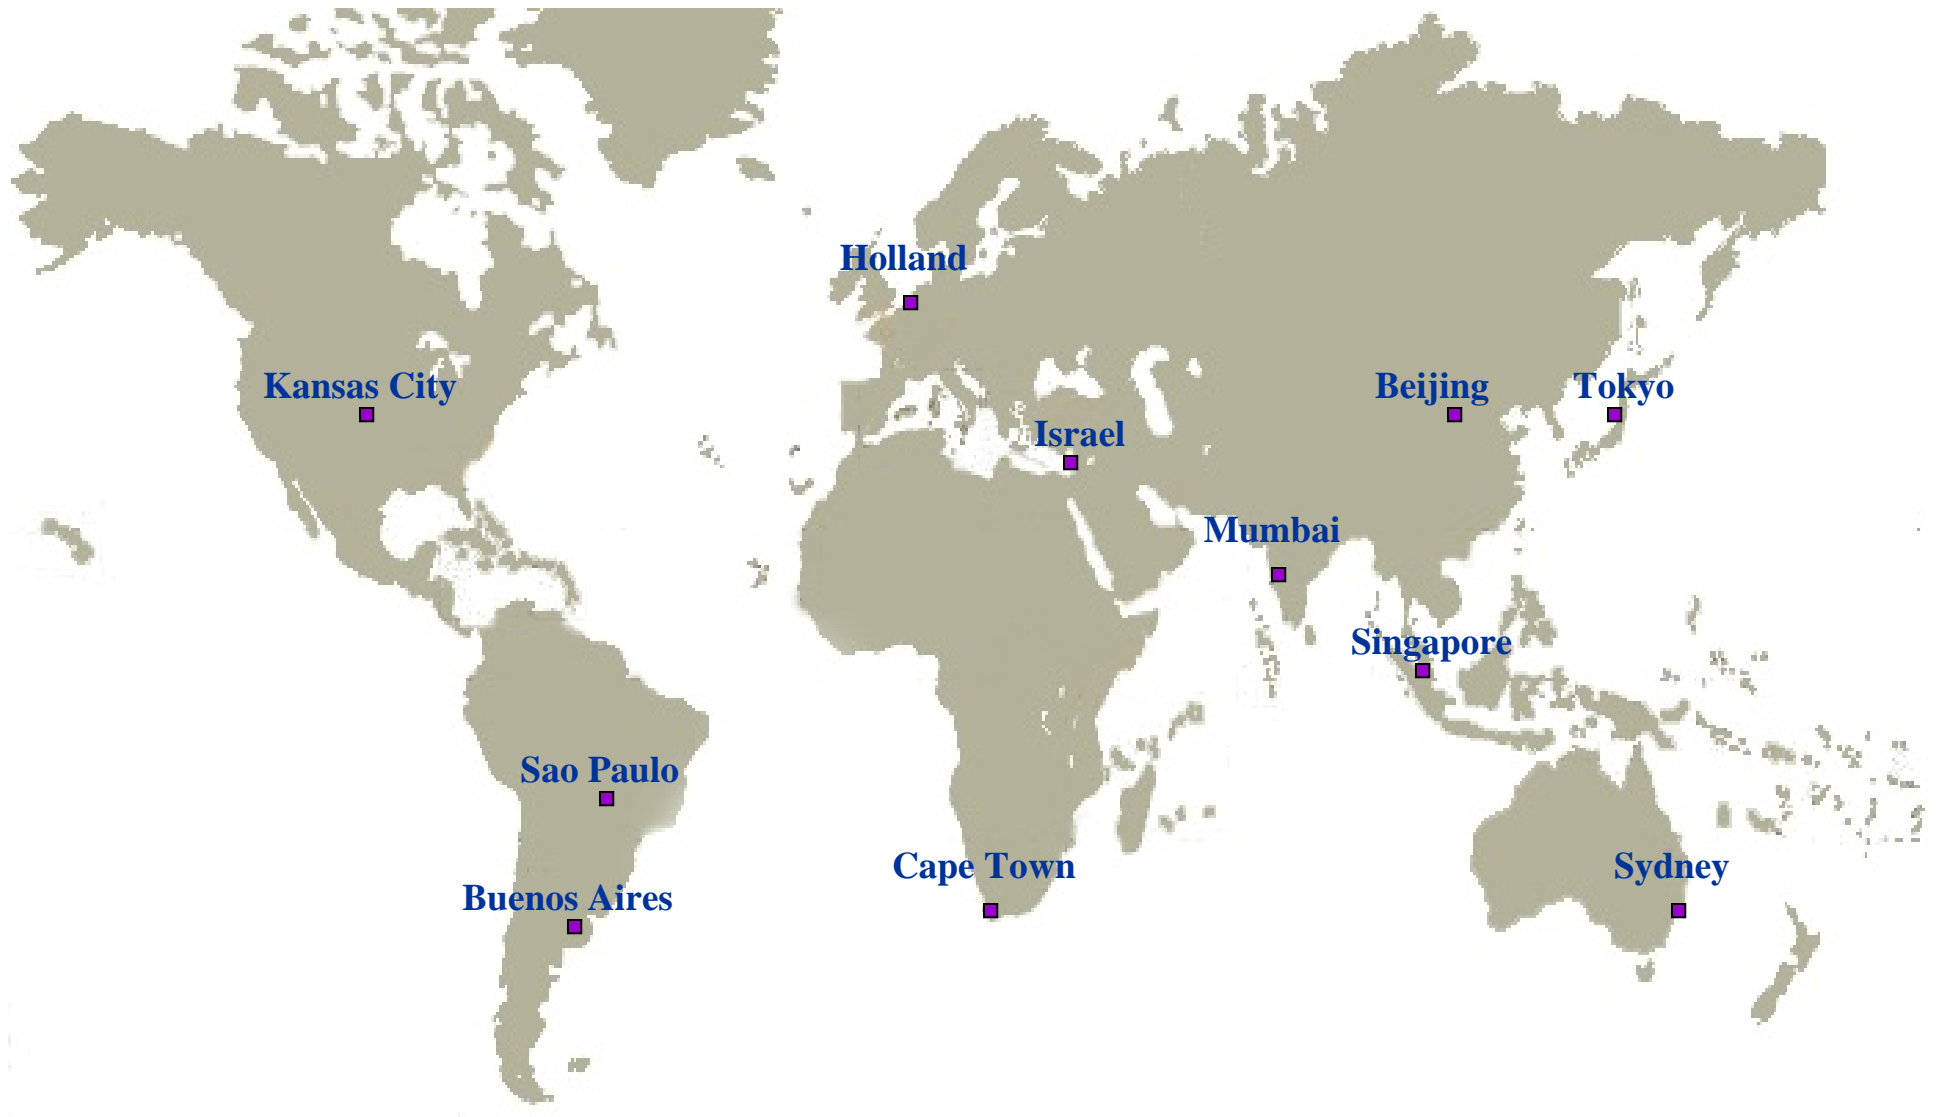 Holland
Kansas City
Beijing
Tokyo
Israel
Mumbai
Singapore
Sao Paulo
Cape Town
Sydney
Buenos Aires